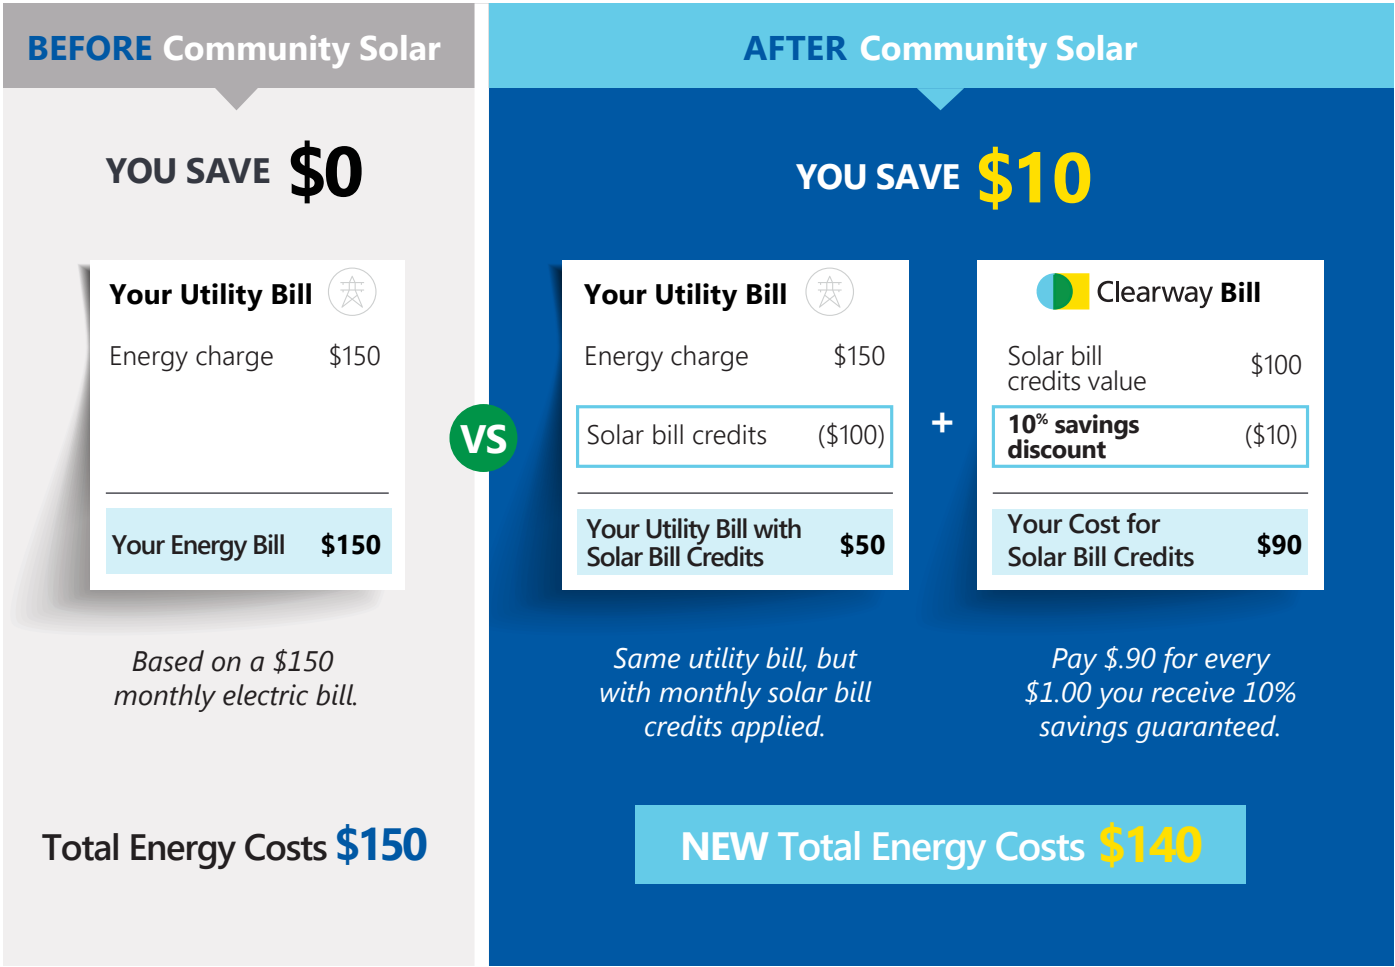 BEFORE Community Solar
YOU SAVE $0
Your Utility Bill
Energy charge $150
Your Energy Bill $150
Based on a $150
monthly electric bill.
Total Energy Costs $150
VS
AFTER Community Solar
YOU SAVE $10
Your Utility Bill
Energy charge $150
Solar bill credits ($100)
Your Utility Bill with
Solar Bill Credits $50
Same utility bill, but
with monthly solar bill
credits applied.
+
Clearway Bill
Solar bill
credits value $100
10% savings
discount ($10)
Your Cost for
Solar Bill Credits $90
Pay $.90 for every
$1.00 you receive 10%
savings guaranteed.
NEW Total Energy Costs $140